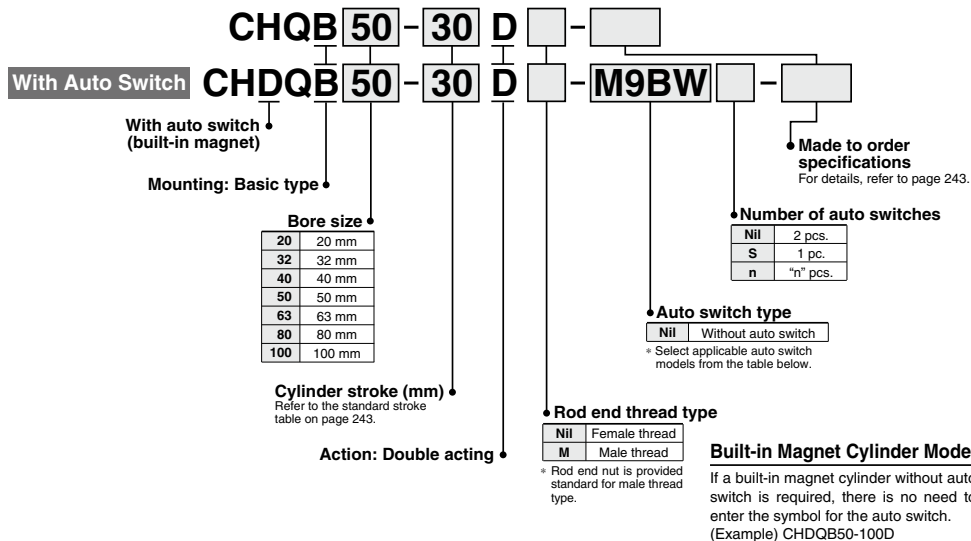 CHQB 50 - 30 D -
With Auto Switch CHDQB 50 - 30 D - M9BW -
With auto switch
(built-in magnet)
Mounting: Basic type
Bore size
20 20 mm
32 32 mm
40 40 mm
50 50 mm
63 63 mm
80 80 mm
100 100 mm
Cylinder stroke (mm)
Refer to the standard stroke
table on page 243.
Action: Double acting
Made to order
specifications
For details, refer to page 243.
Number of auto switches
Nil 2 pcs.
S 1 pc.
n “n” pcs.
Auto switch type
Nil Without auto switch
∗ Select applicable auto switch
models from the table below.
Rod end thread type
Nil Female thread
M Male thread
∗ Rod end nut is provided
standard for male thread
type.
Built-in Magnet Cylinder Mode
If a built-in magnet cylinder without auto
switch is required, there is no need to
enter the symbol for the auto switch.
(Example) CHDQB50-100D